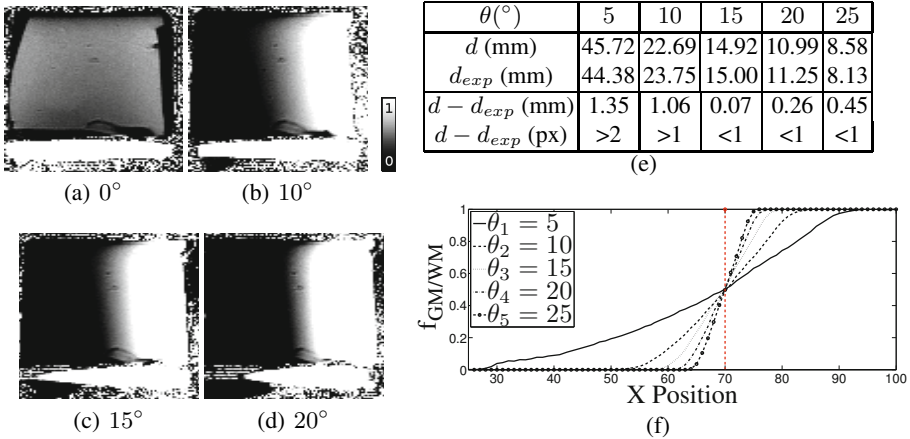 1
0
(a) 0°
(b) 10°
(c) 15°
(d) 20°
θ(°) 5 10 15 20 25
d (mm) 45.72 22.69 14.92 10.99 8.58
d_exp (mm) 44.38 23.75 15.00 11.25 8.13
d − d_exp (mm) 1.35 1.06 0.07 0.26 0.45
d − d_exp (px) >2 >1 <1 <1 <1
(e)
f_GM/WM
1
0.8
0.6
0.4
0.2
0
θ₁ = 5
θ₂ = 10
θ₃ = 15
θ₄ = 20
θ₅ = 25
30 40 50 60 70 80 90 100
X Position
(f)